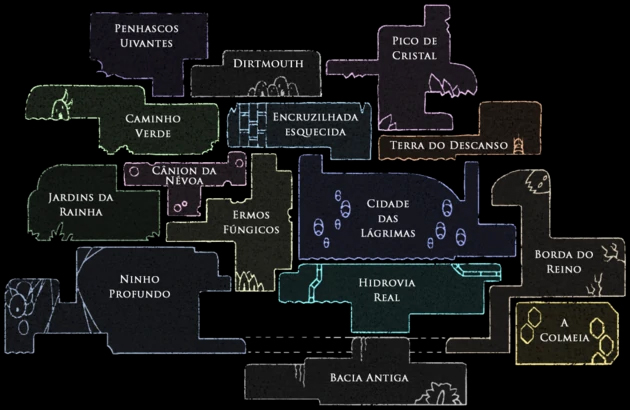 PENHASCOS
UIVANTES
DIRTMOUTH
PICO DE
CRISTAL
CAMINHO
VERDE
ENCRUZILHADA
ESQUECIDA
TERRA DO DESCANSO
CÂNION DA
NÉVOA
JARDINS DA
RAINHA
ERMOS
FÚNGICOS
CIDADE
DAS
LÁGRIMAS
BORDA DO
REINO
NINHO
PROFUNDO
HIDROVIA
REAL
A
COLMEIA
BACIA ANTIGA